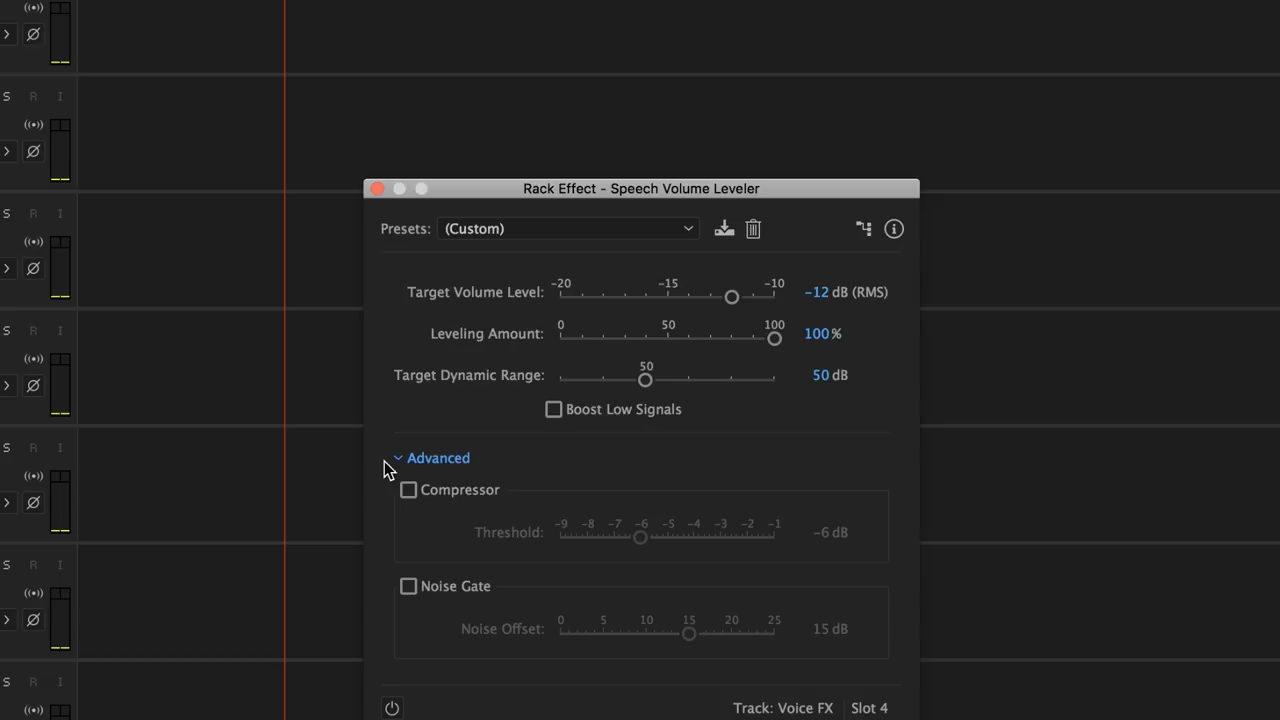 Rack Effect - Speech Volume Leveler
Presets: (Custom)
-20 -15 -10
Target Volume Level: -12 dB (RMS)
0 50 100
Leveling Amount: 100 %
50
Target Dynamic Range: 50 dB
Boost Low Signals
Advanced
Compressor
-9 -8 -7 -6 -5 -4 -3 -2 -1
Threshold: -6 dB
Noise Gate
0 5 10 15 20 25
Noise Offset: 15 dB
Track: Voice FX Slot 4
S R I
S R I
S R I
S R I
S R I
S R I